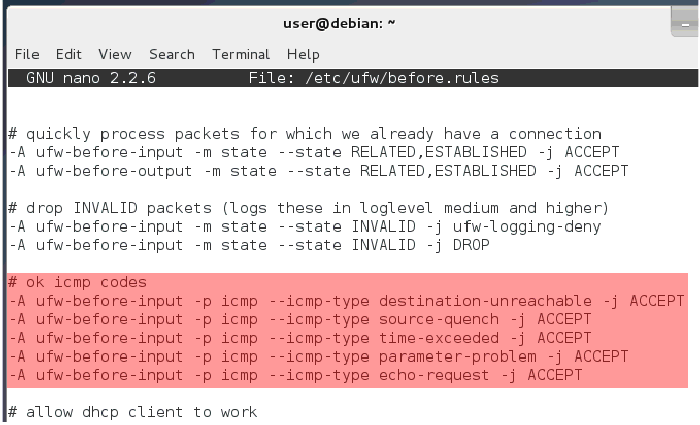 user@debian: ~
File Edit View Search Terminal Help
GNU nano 2.2.6 File: /etc/ufw/before.rules
# quickly process packets for which we already have a connection
-A ufw-before-input -m state --state RELATED,ESTABLISHED -j ACCEPT
-A ufw-before-output -m state --state RELATED,ESTABLISHED -j ACCEPT
# drop INVALID packets (logs these in loglevel medium and higher)
-A ufw-before-input -m state --state INVALID -j ufw-logging-deny
-A ufw-before-input -m state --state INVALID -j DROP
# ok icmp codes
-A ufw-before-input -p icmp --icmp-type destination-unreachable -j ACCEPT
-A ufw-before-input -p icmp --icmp-type source-quench -j ACCEPT
-A ufw-before-input -p icmp --icmp-type time-exceeded -j ACCEPT
-A ufw-before-input -p icmp --icmp-type parameter-problem -j ACCEPT
-A ufw-before-input -p icmp --icmp-type echo-request -j ACCEPT
# allow dhcp client to work